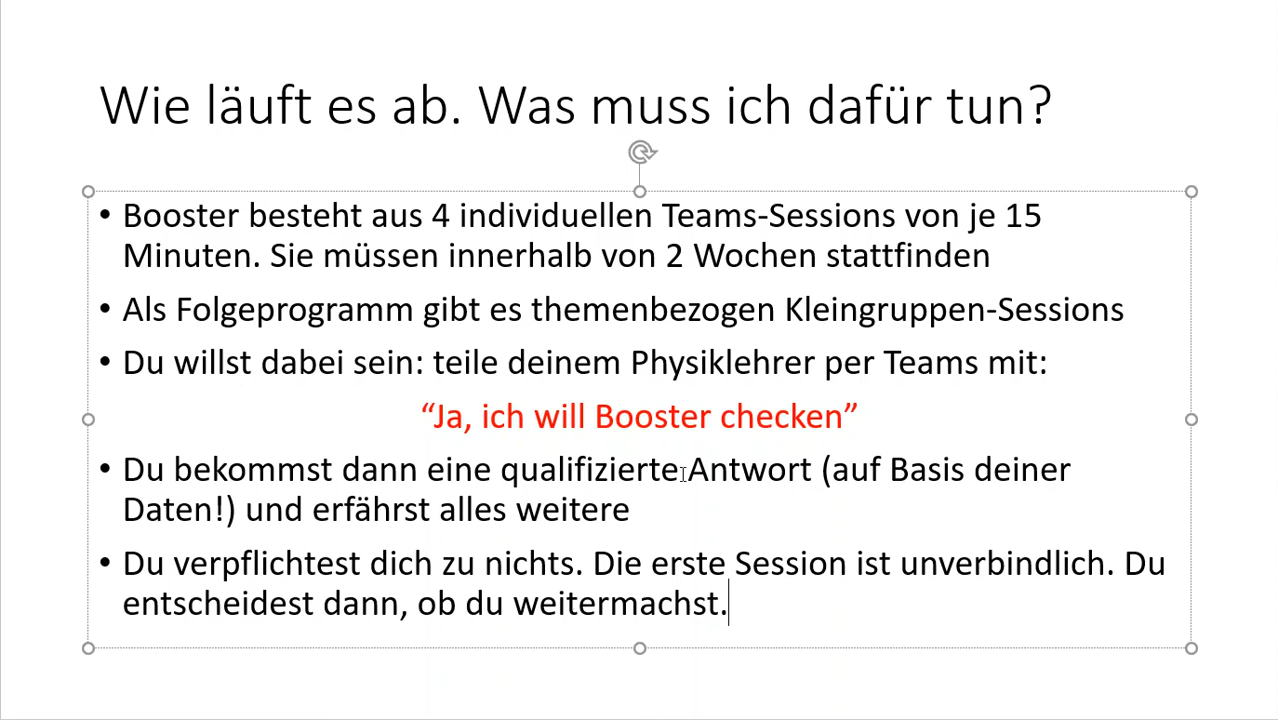 Wie läuft es ab. Was muss ich dafür tun?
• Booster besteht aus 4 individuellen Teams-Sessions von je 15
Minuten. Sie müssen innerhalb von 2 Wochen stattfinden
• Als Folgeprogramm gibt es themenbezogen Kleingruppen-Sessions
• Du willst dabei sein: teile deinem Physiklehrer per Teams mit:
“Ja, ich will Booster checken”
• Du bekommst dann eine qualifizierte Antwort (auf Basis deiner
Daten!) und erfährst alles weitere
• Du verpflichtest dich zu nichts. Die erste Session ist unverbindlich. Du
entscheidest dann, ob du weitermachst.